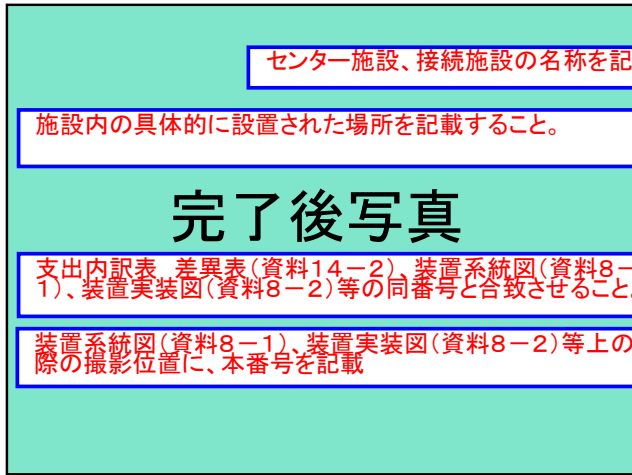 センター施設、接続施設の名称を記
施設内の具体的に設置された場所を記載すること。
完了後写真
支出内訳表、差異表（資料１４－２）、装置系統図（資料８－
１）、装置実装図（資料８－２）等の同番号と合致させること。
装置系統図（資料８－１）、装置実装図（資料８－２）等上の
際の撮影位置に、本番号を記載